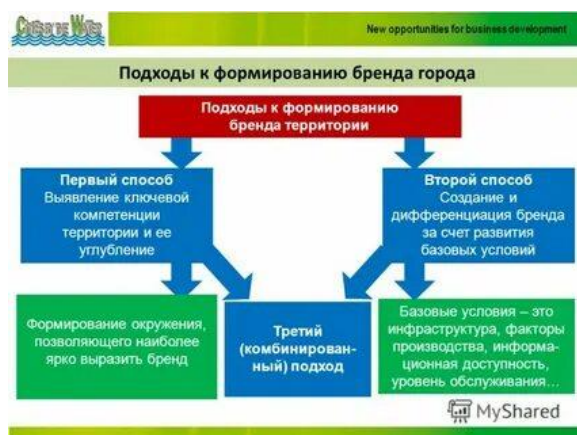 New opportunities for business development
Подходы к формированию бренда города
Подходы к формированию
бренда территории
Первый способ
Выявление ключевой
компетенции
территории и ее
углубление
Второй способ
Создание и
дифференциация бренда
за счет развития
базовых условий
Формирование окружения,
позволяющего наиболее
ярко выразить бренд
Третий
(комбинирован-
ный) подход
Базовые условия – это
инфраструктура, факторы
производства, информа-
ционная доступность,
уровень обслуживания...
MyShared